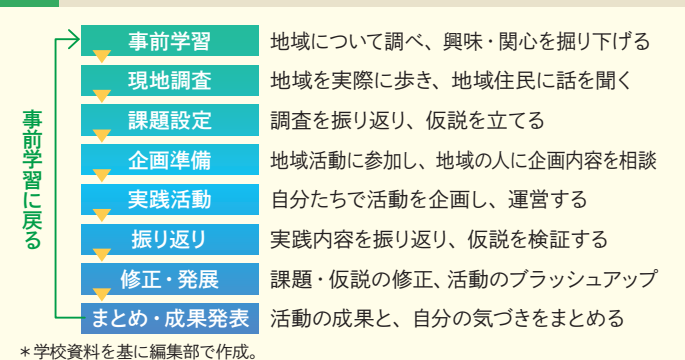 事前学習 地域について調べ、興味・関心を掘り下げる
現地調査 地域を実際に歩き、地域住民に話を聞く
課題設定 調査を振り返り、仮説を立てる
企画準備 地域活動に参加し、地域の人に企画内容を相談
実践活動 自分たちで活動を企画し、運営する
振り返り 実践内容を振り返り、仮説を検証する
修正・発展 課題・仮説の修正、活動のブラッシュアップ
まとめ・成果発表 活動の成果と、自分の気づきをまとめる
事前学習に戻る
＊学校資料を基に編集部で作成。